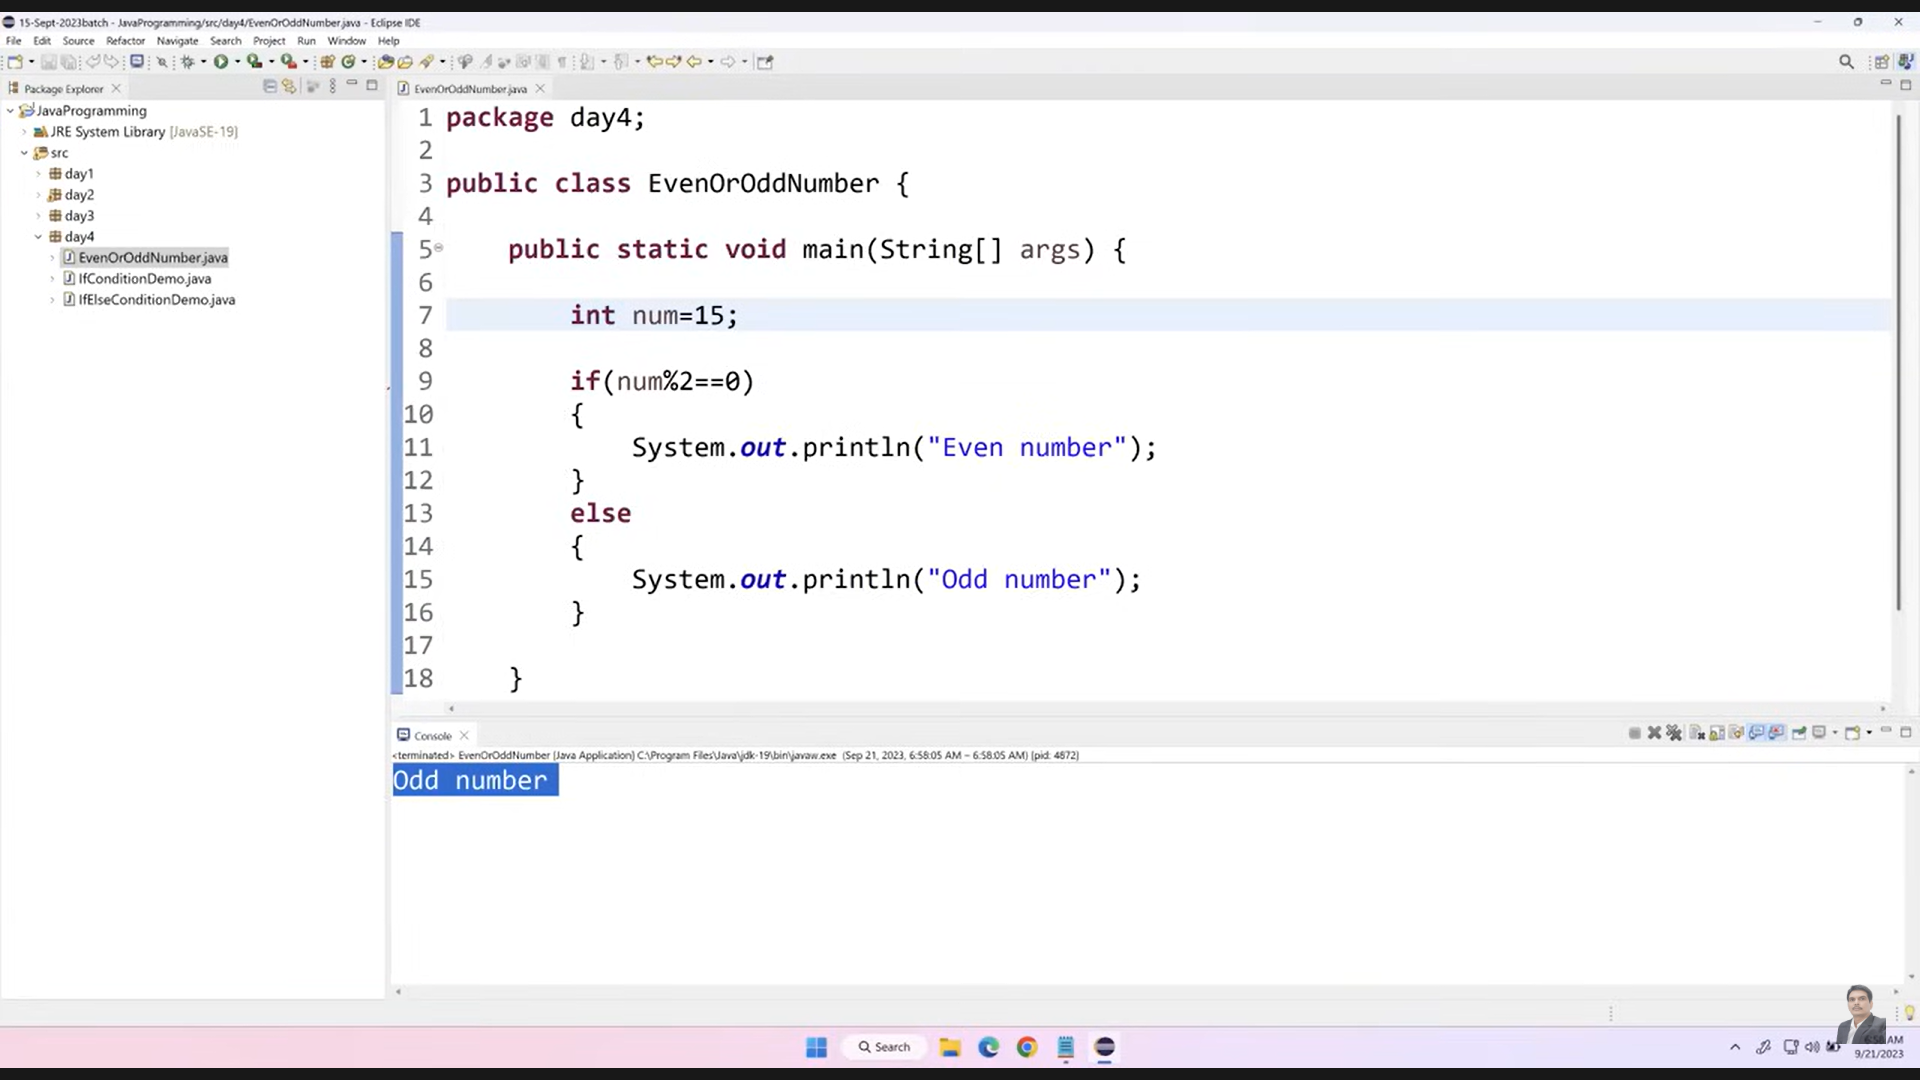 15-Sept-2023batch - JavaProgramming/src/day4/EvenOrOddNumber.java - Eclipse IDE
File Edit Source Refactor Navigate Search Project Run Window Help
Package Explorer
JavaProgramming
JRE System Library [JavaSE-19]
src
day1
day2
day3
day4
EvenOrOddNumber.java
IfConditionDemo.java
IfElseConditionDemo.java
EvenOrOddNumber.java
1 package day4;
2
3 public class EvenOrOddNumber {
4
5 public static void main(String[] args) {
6
7 int num=15;
8
9 if(num%2==0)
10 {
11 System.out.println("Even number");
12 }
13 else
14 {
15 System.out.println("Odd number");
16 }
17
18 }
Console
<terminated> EvenOrOddNumber [Java Application] C:\Program Files\Java\jdk-19\bin\javaw.exe (Sep 21, 2023, 6:58:05 AM – 6:58:05 AM) [pid: 4872]
Odd number
Search
AM
9/21/2023